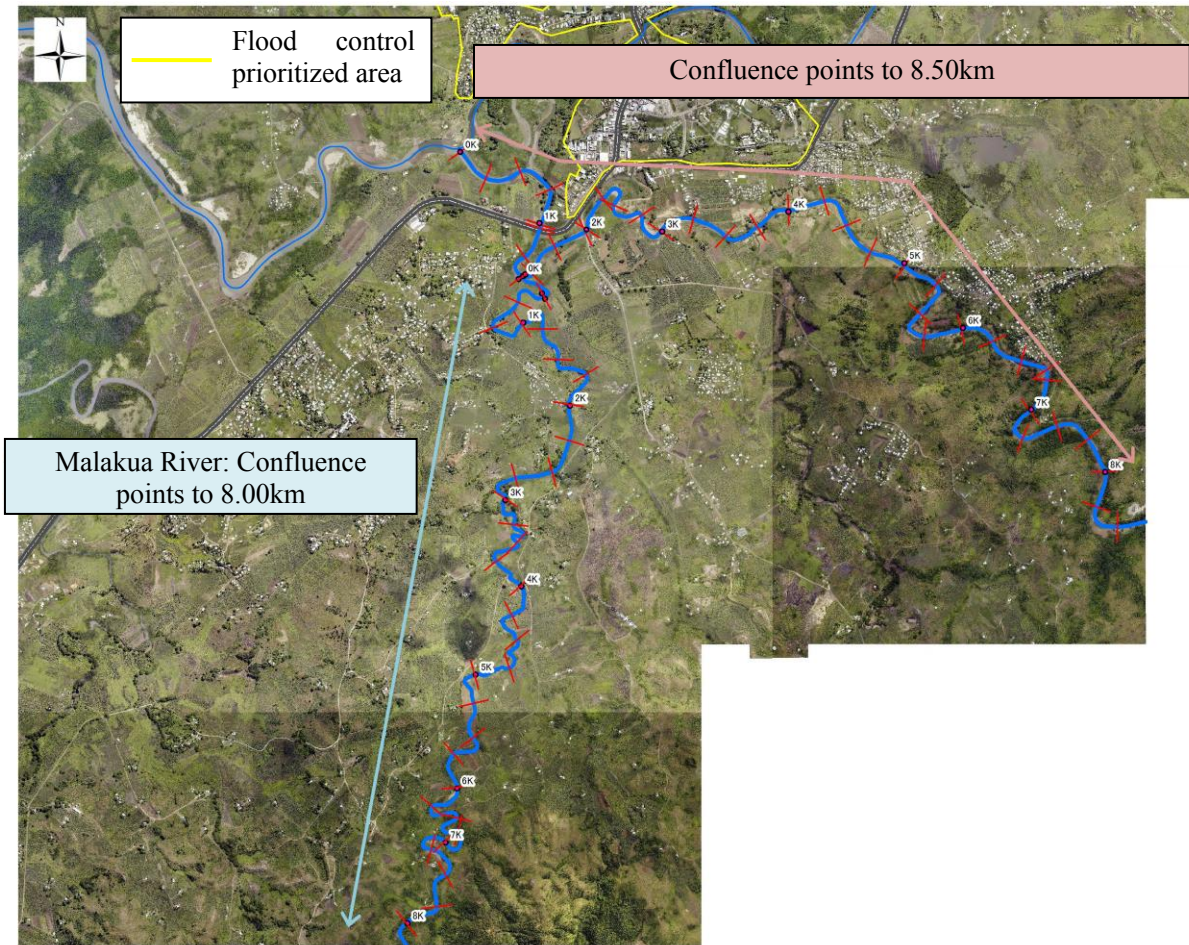 N
Flood control
prioritized area
Confluence points to 8.50km
0K
1K
2K
3K
4K
5K
6K
7K
8K
Malakua River: Confluence
points to 8.00km
0K
1K
2K
3K
4K
5K
6K
7K
8K